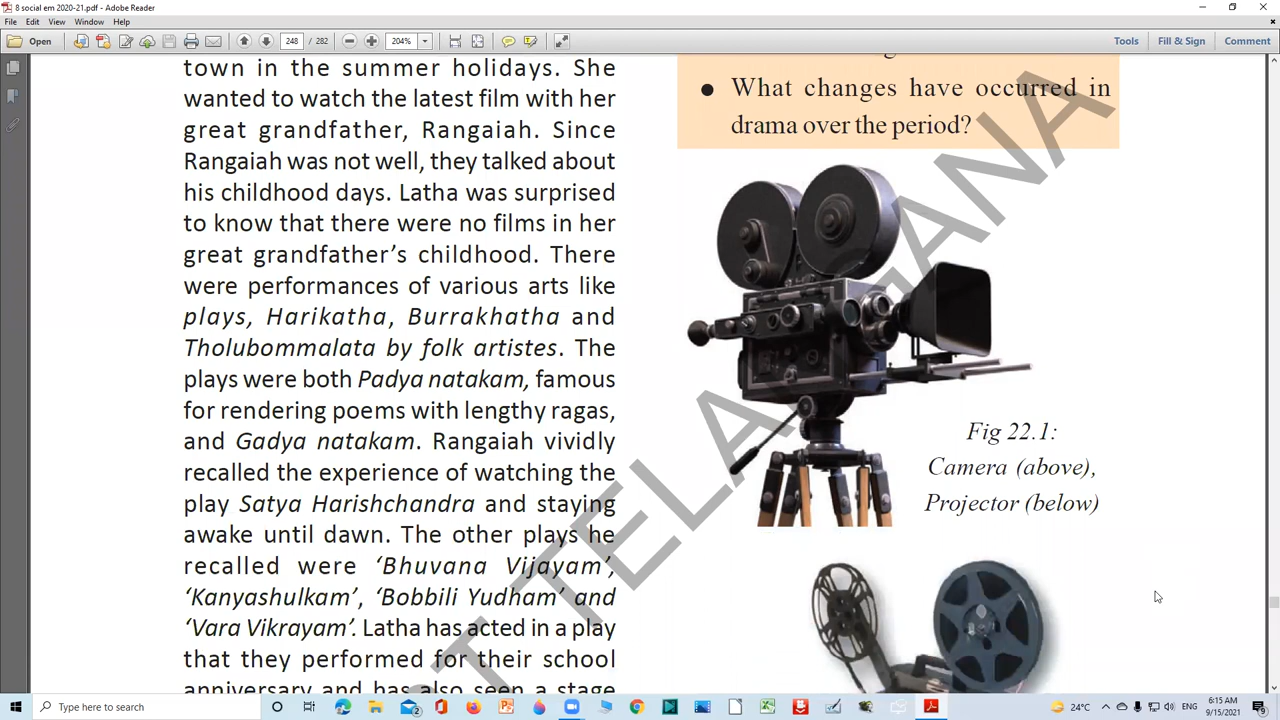 8 social em 2020-21.pdf - Adobe Reader
File Edit View Window Help
Open 248 / 282 204% Tools Fill & Sign Comment
town in the summer holidays. She
wanted to watch the latest film with her
great grandfather, Rangaiah. Since
Rangaiah was not well, they talked about
his childhood days. Latha was surprised
to know that there were no films in her
great grandfather’s childhood. There
were performances of various arts like
plays, Harikatha, Burrakhatha and
Tholubommalata by folk artistes. The
plays were both Padya natakam, famous
for rendering poems with lengthy ragas,
and Gadya natakam. Rangaiah vividly
recalled the experience of watching the
play Satya Harishchandra and staying
awake until dawn. The other plays he
recalled were ‘Bhuvana Vijayam’,
‘Kanyashulkam’, ‘Bobbili Yudham’ and
‘Vara Vikrayam’. Latha has acted in a play
that they performed for their school
anniversary and has also seen a stage
● What changes have occurred in
drama over the period?
Fig 22.1:
Camera (above),
Projector (below)
T TELANGANA
Type here to search
24°C ENG 6:15 AM
9/15/2021